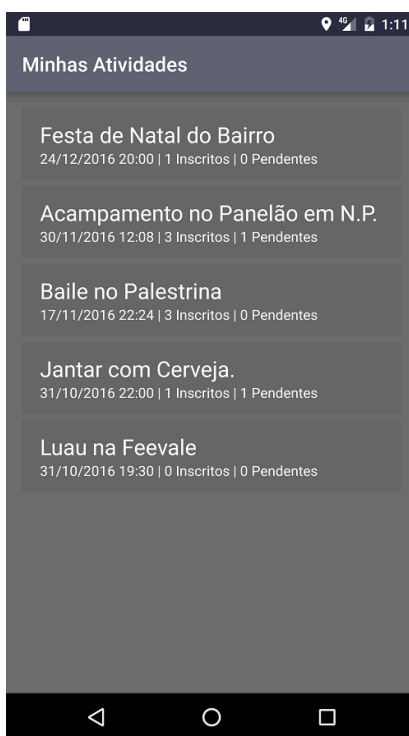 4G 1:11
Minhas Atividades
Festa de Natal do Bairro
24/12/2016 20:00 | 1 Inscritos | 0 Pendentes
Acampamento no Panelão em N.P.
30/11/2016 12:08 | 3 Inscritos | 1 Pendentes
Baile no Palestrina
17/11/2016 22:24 | 3 Inscritos | 0 Pendentes
Jantar com Cerveja.
31/10/2016 22:00 | 1 Inscritos | 1 Pendentes
Luau na Feevale
31/10/2016 19:30 | 0 Inscritos | 0 Pendentes